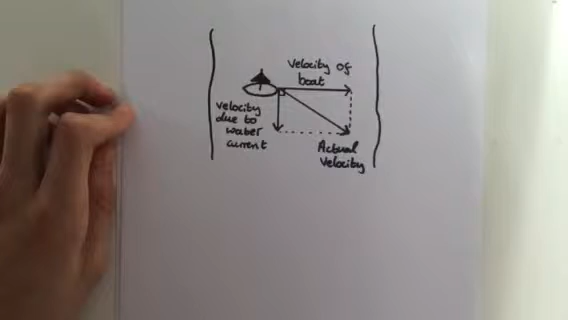 Velocity of
boat
velocity
due to
water
current
Actual
velocity